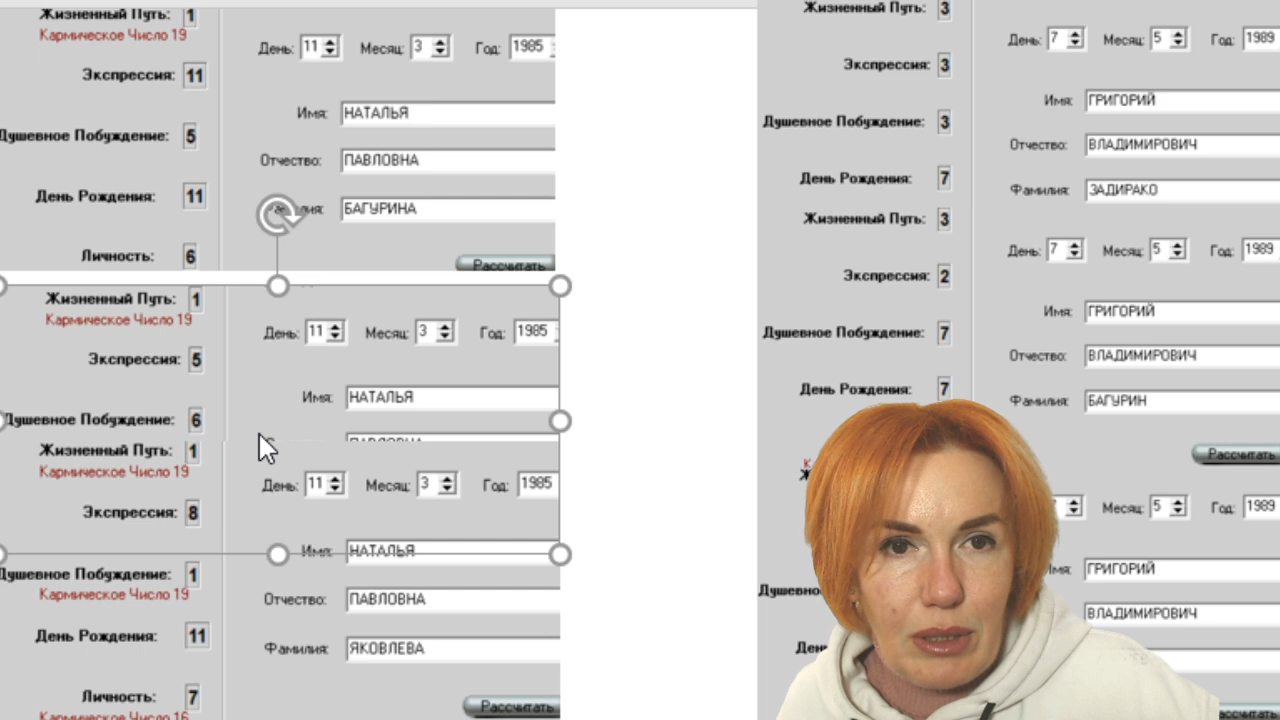 Жизненный Путь: 1
Кармическое Число 19
День: 11 Месяц: 3 Год: 1985
Экспрессия: 11
Имя: НАТАЛЬЯ
Душевное Побуждение: 5
Отчество: ПАВЛОВНА
День Рождения: 11
БАГУРИНА
Личность: 6
Рассчитать
Жизненный Путь: 1
Кармическое Число 19
День: 11 Месяц: 3 Год: 1985
Экспрессия: 5
Имя: НАТАЛЬЯ
Душевное Побуждение: 6
Жизненный Путь: 1
Кармическое Число 19
День: 11 Месяц: 3 Год: 1985
Экспрессия: 8
Имя: НАТАЛЬЯ
Душевное Побуждение: 1
Кармическое Число 19
Отчество: ПАВЛОВНА
День Рождения: 11
Фамилия: ЯКОВЛЕВА
Личность: 7
Кармическое Число 16
Рассчитать
Жизненный Путь: 3
День: 7 Месяц: 5 Год: 1989
Экспрессия: 3
Имя: ГРИГОРИЙ
Душевное Побуждение: 3
Отчество: ВЛАДИМИРОВИЧ
День Рождения: 7
Фамилия: ЗАДИРАКО
Жизненный Путь: 3
День: 7 Месяц: 5 Год: 1989
Экспрессия: 2
Имя: ГРИГОРИЙ
Душевное Побуждение: 7
Отчество: ВЛАДИМИРОВИЧ
День Рождения: 7
Фамилия: БАГУРИН
Рассчитать
Месяц: 5 Год: 1989
ГРИГОРИЙ
ВЛАДИМИРОВИЧ